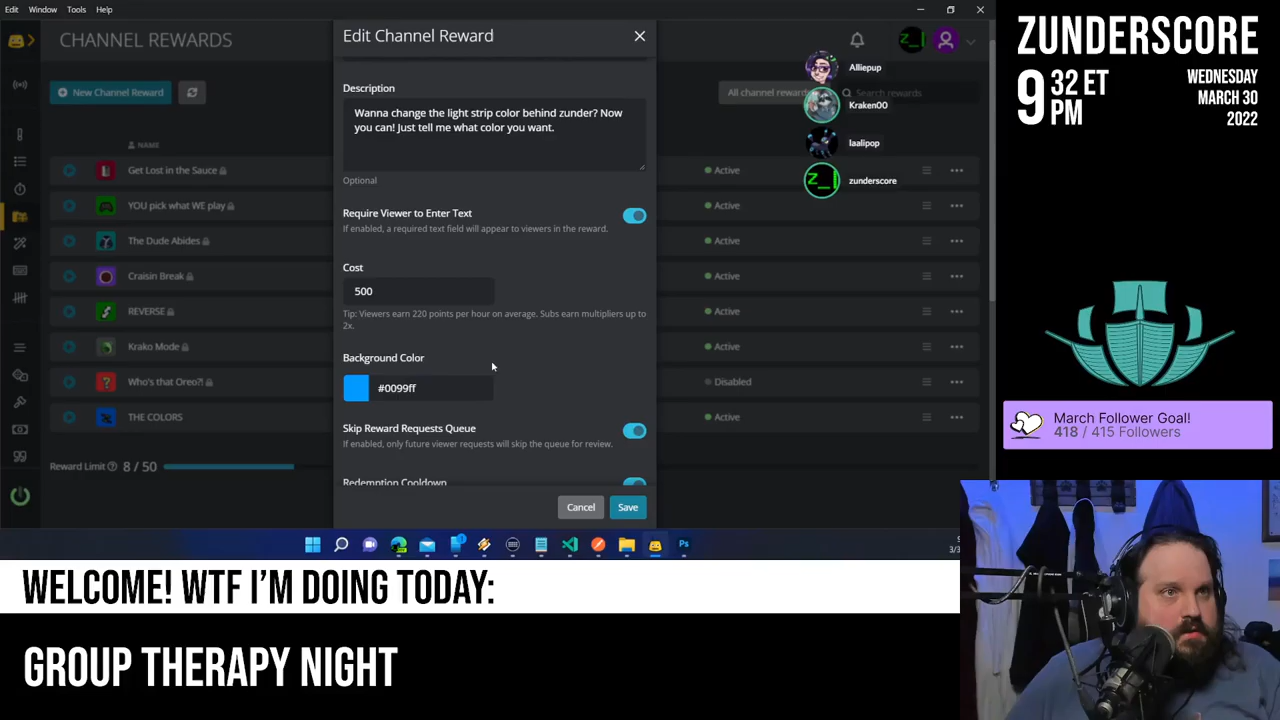 Edit Window Tools Help
CHANNEL REWARDS
New Channel Reward
All channel rewards
Search rewards
NAME
Get Lost in the Sauce
YOU pick what WE play
The Dude Abides
Craisin Break
REVERSE
Krako Mode
Who's that Oreo?!
THE COLORS
Active
Active
Active
Active
Active
Active
Disabled
Active
Reward Limit 8 / 50
Edit Channel Reward
Description
Wanna change the light strip color behind zunder? Now
you can! Just tell me what color you want.
Optional
Require Viewer to Enter Text
If enabled, a required text field will appear to viewers in the reward.
Cost
500
Tip: Viewers earn 220 points per hour on average. Subs earn multipliers up to
2x.
Background Color
#0099ff
Skip Reward Requests Queue
If enabled, only future viewer requests will skip the queue for review.
Redemption Cooldown
Cancel Save
Alliepup
Kraken00
laalipop
zunderscore
ZUNDERSCORE
9 32 ET
PM
WEDNESDAY
MARCH 30
2022
March Follower Goal!
418 / 415 Followers
WELCOME! WTF I'M DOING TODAY:
GROUP THERAPY NIGHT